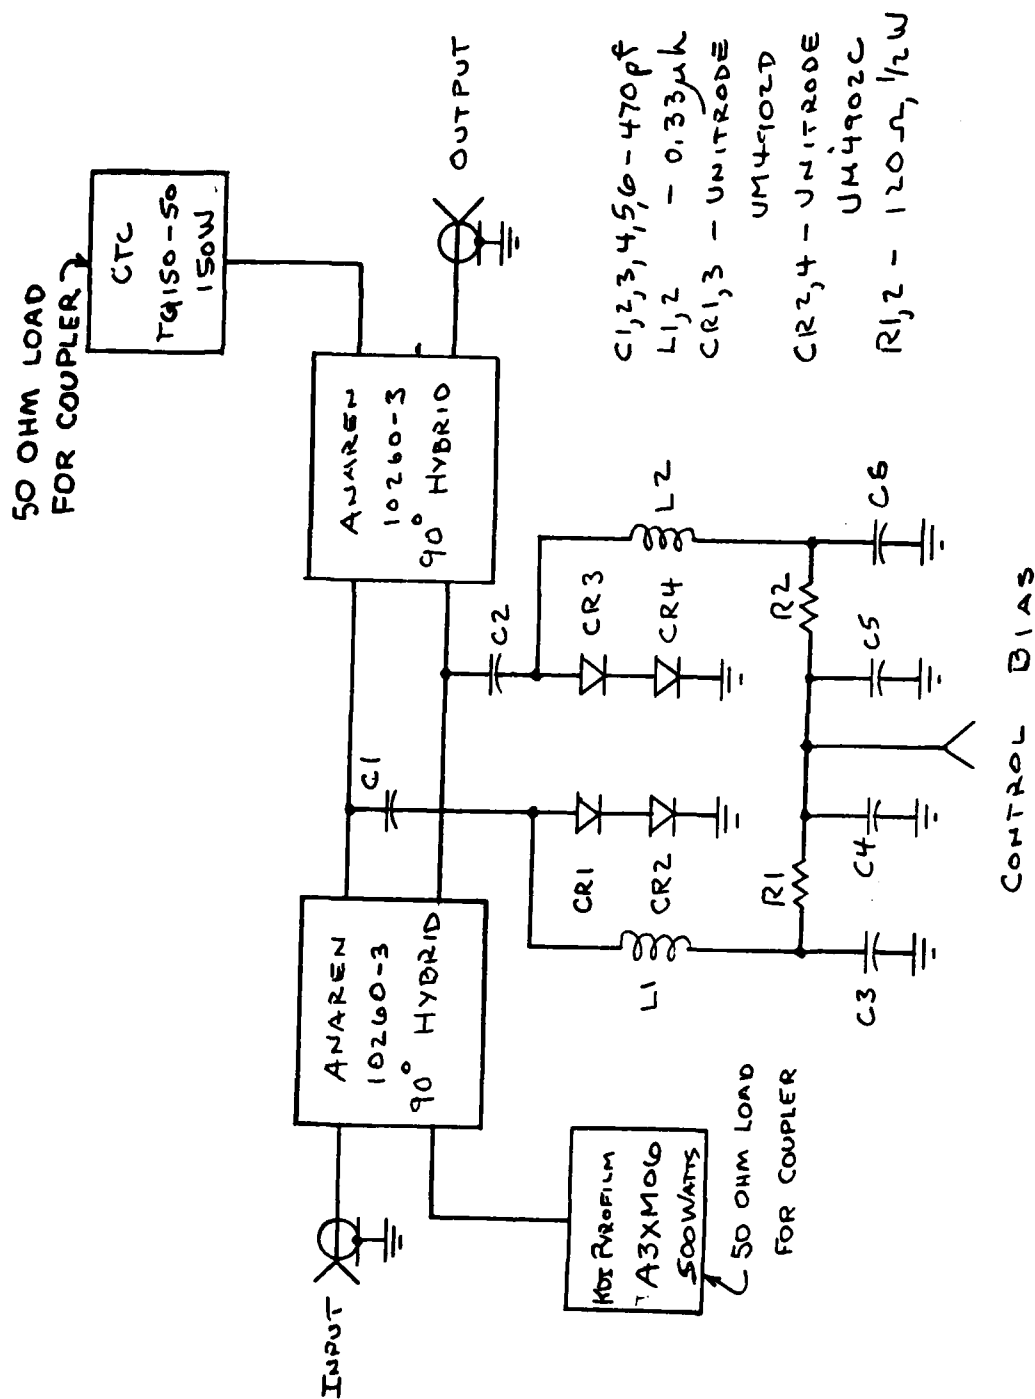 50 OHM LOAD
FOR COUPLER
CTC
TG150-50
150W
INPUT
ANAREN
10260-3
90° HYBRID
ANAREN
10260-3
90° HYBRID
OUTPUT
KDI PYROFILM
A3XM06
500WATTS
50 OHM LOAD
FOR COUPLER
C1
C2
CR1
CR2
CR3
CR4
L1
L2
R1
R2
C3
C4
C5
C6
CONTROL BIAS
C1,2,3,4,5,6-470pf
L1,2 - 0.33μh
CR1,3 - UNITRODE
UM4902D
CR2,4 - UNITRODE
UM4902C
R1,2 - 120Ω, 1/2W